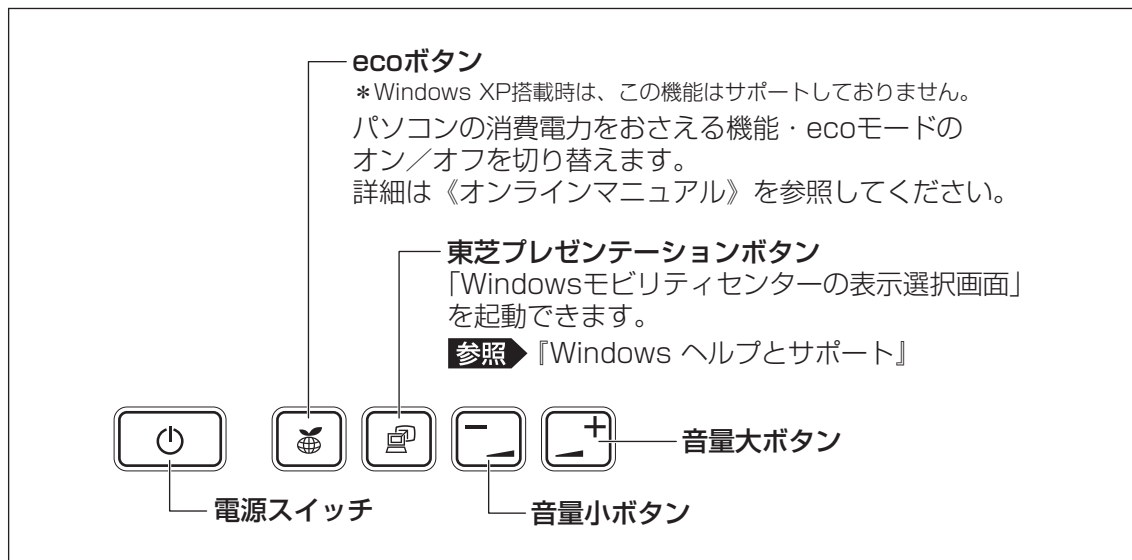 ecoボタン
＊Windows XP搭載時は、この機能はサポートしておりません。
パソコンの消費電力をおさえる機能・ecoモードの
オン／オフを切り替えます。
詳細は《オンラインマニュアル》を参照してください。
東芝プレゼンテーションボタン
「Windowsモビリティセンターの表示選択画面」
を起動できます。
参照 『Windows ヘルプとサポート』
音量大ボタン
電源スイッチ
音量小ボタン